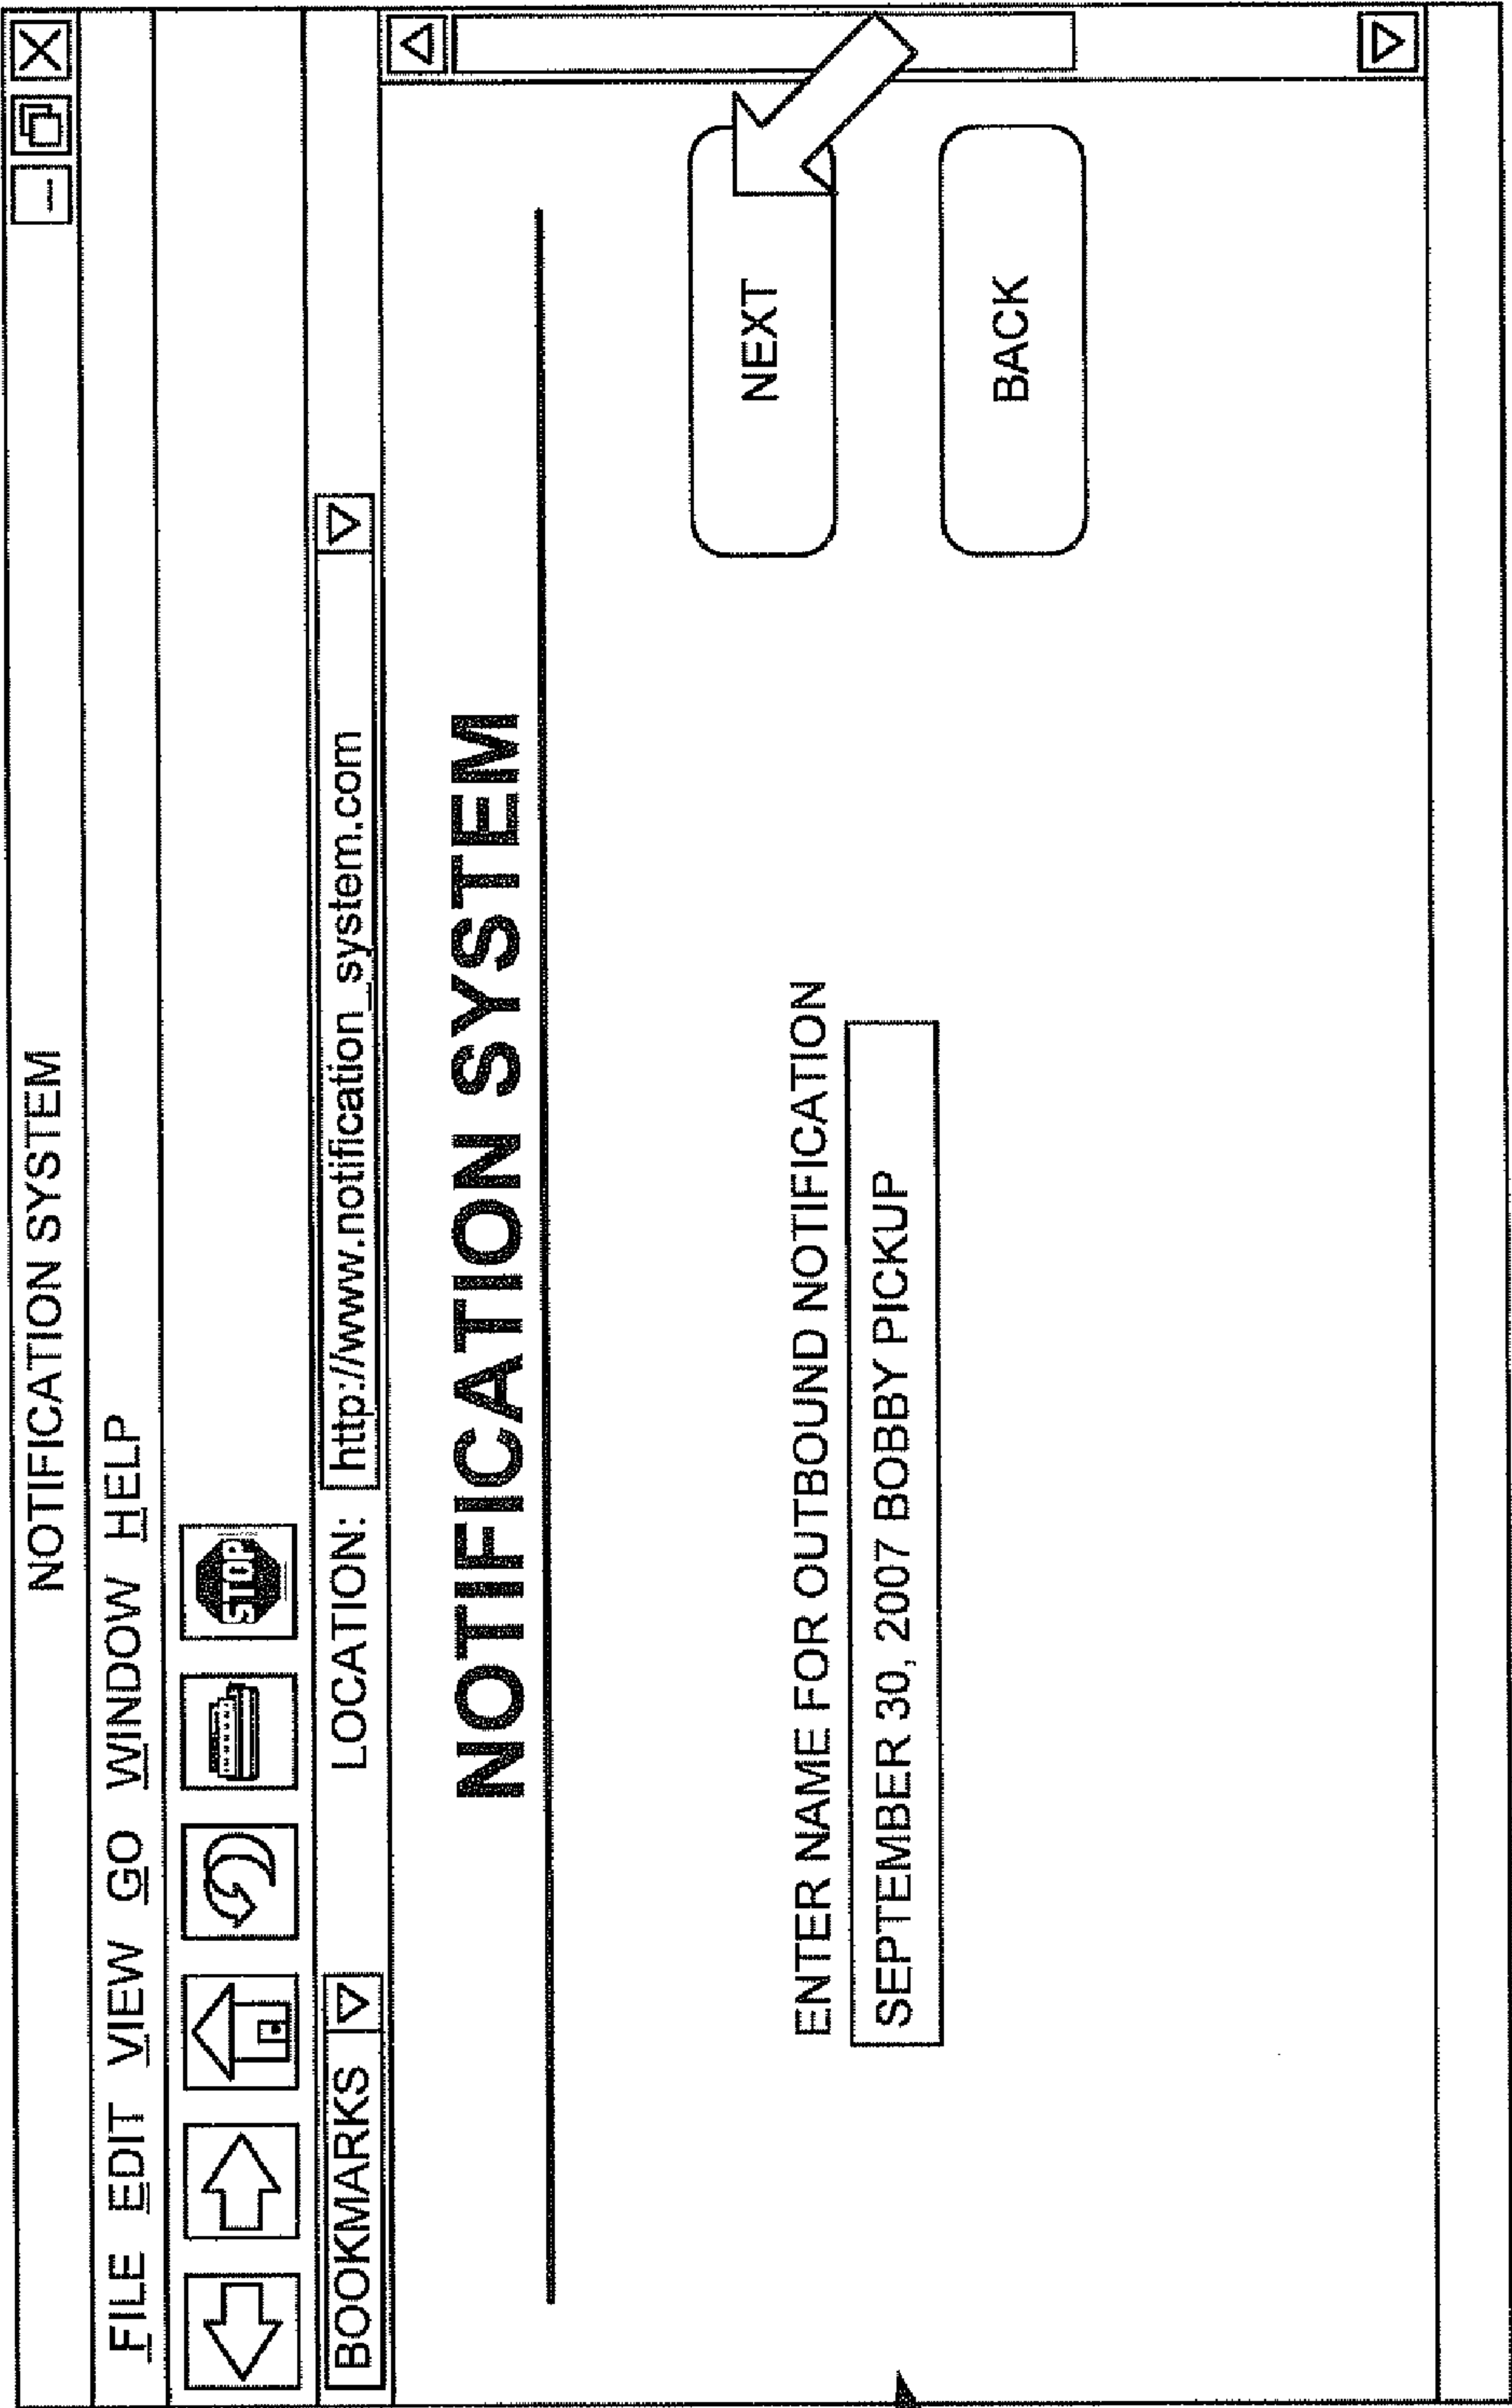 NOTIFICATION SYSTEM
FILE EDIT VIEW GO WINDOW HELP
STOP
BOOKMARKS LOCATION: http://www.notification_system.com
NOTIFICATION SYSTEM
NEXT
ENTER NAME FOR OUTBOUND NOTIFICATION
SEPTEMBER 30, 2007 BOBBY PICKUP
BACK